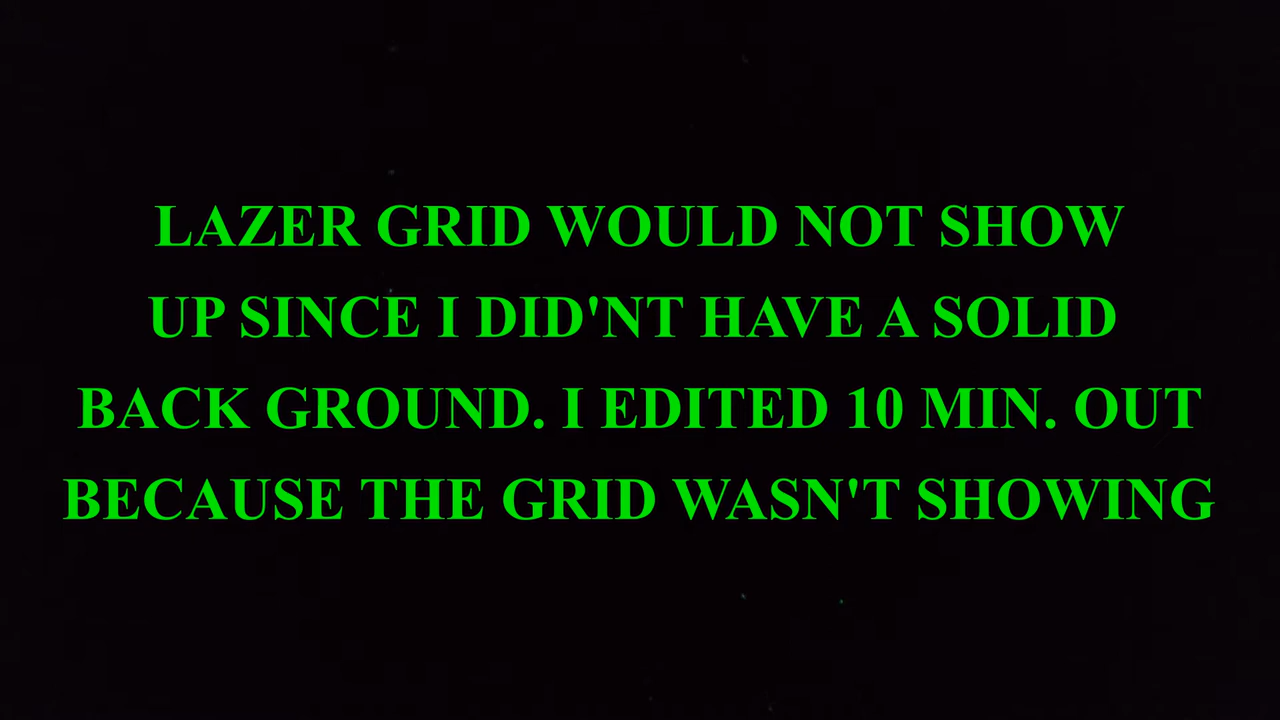 LAZER GRID WOULD NOT SHOW
UP SINCE I DID'NT HAVE A SOLID
BACK GROUND. I EDITED 10 MIN. OUT
BECAUSE THE GRID WASN'T SHOWING